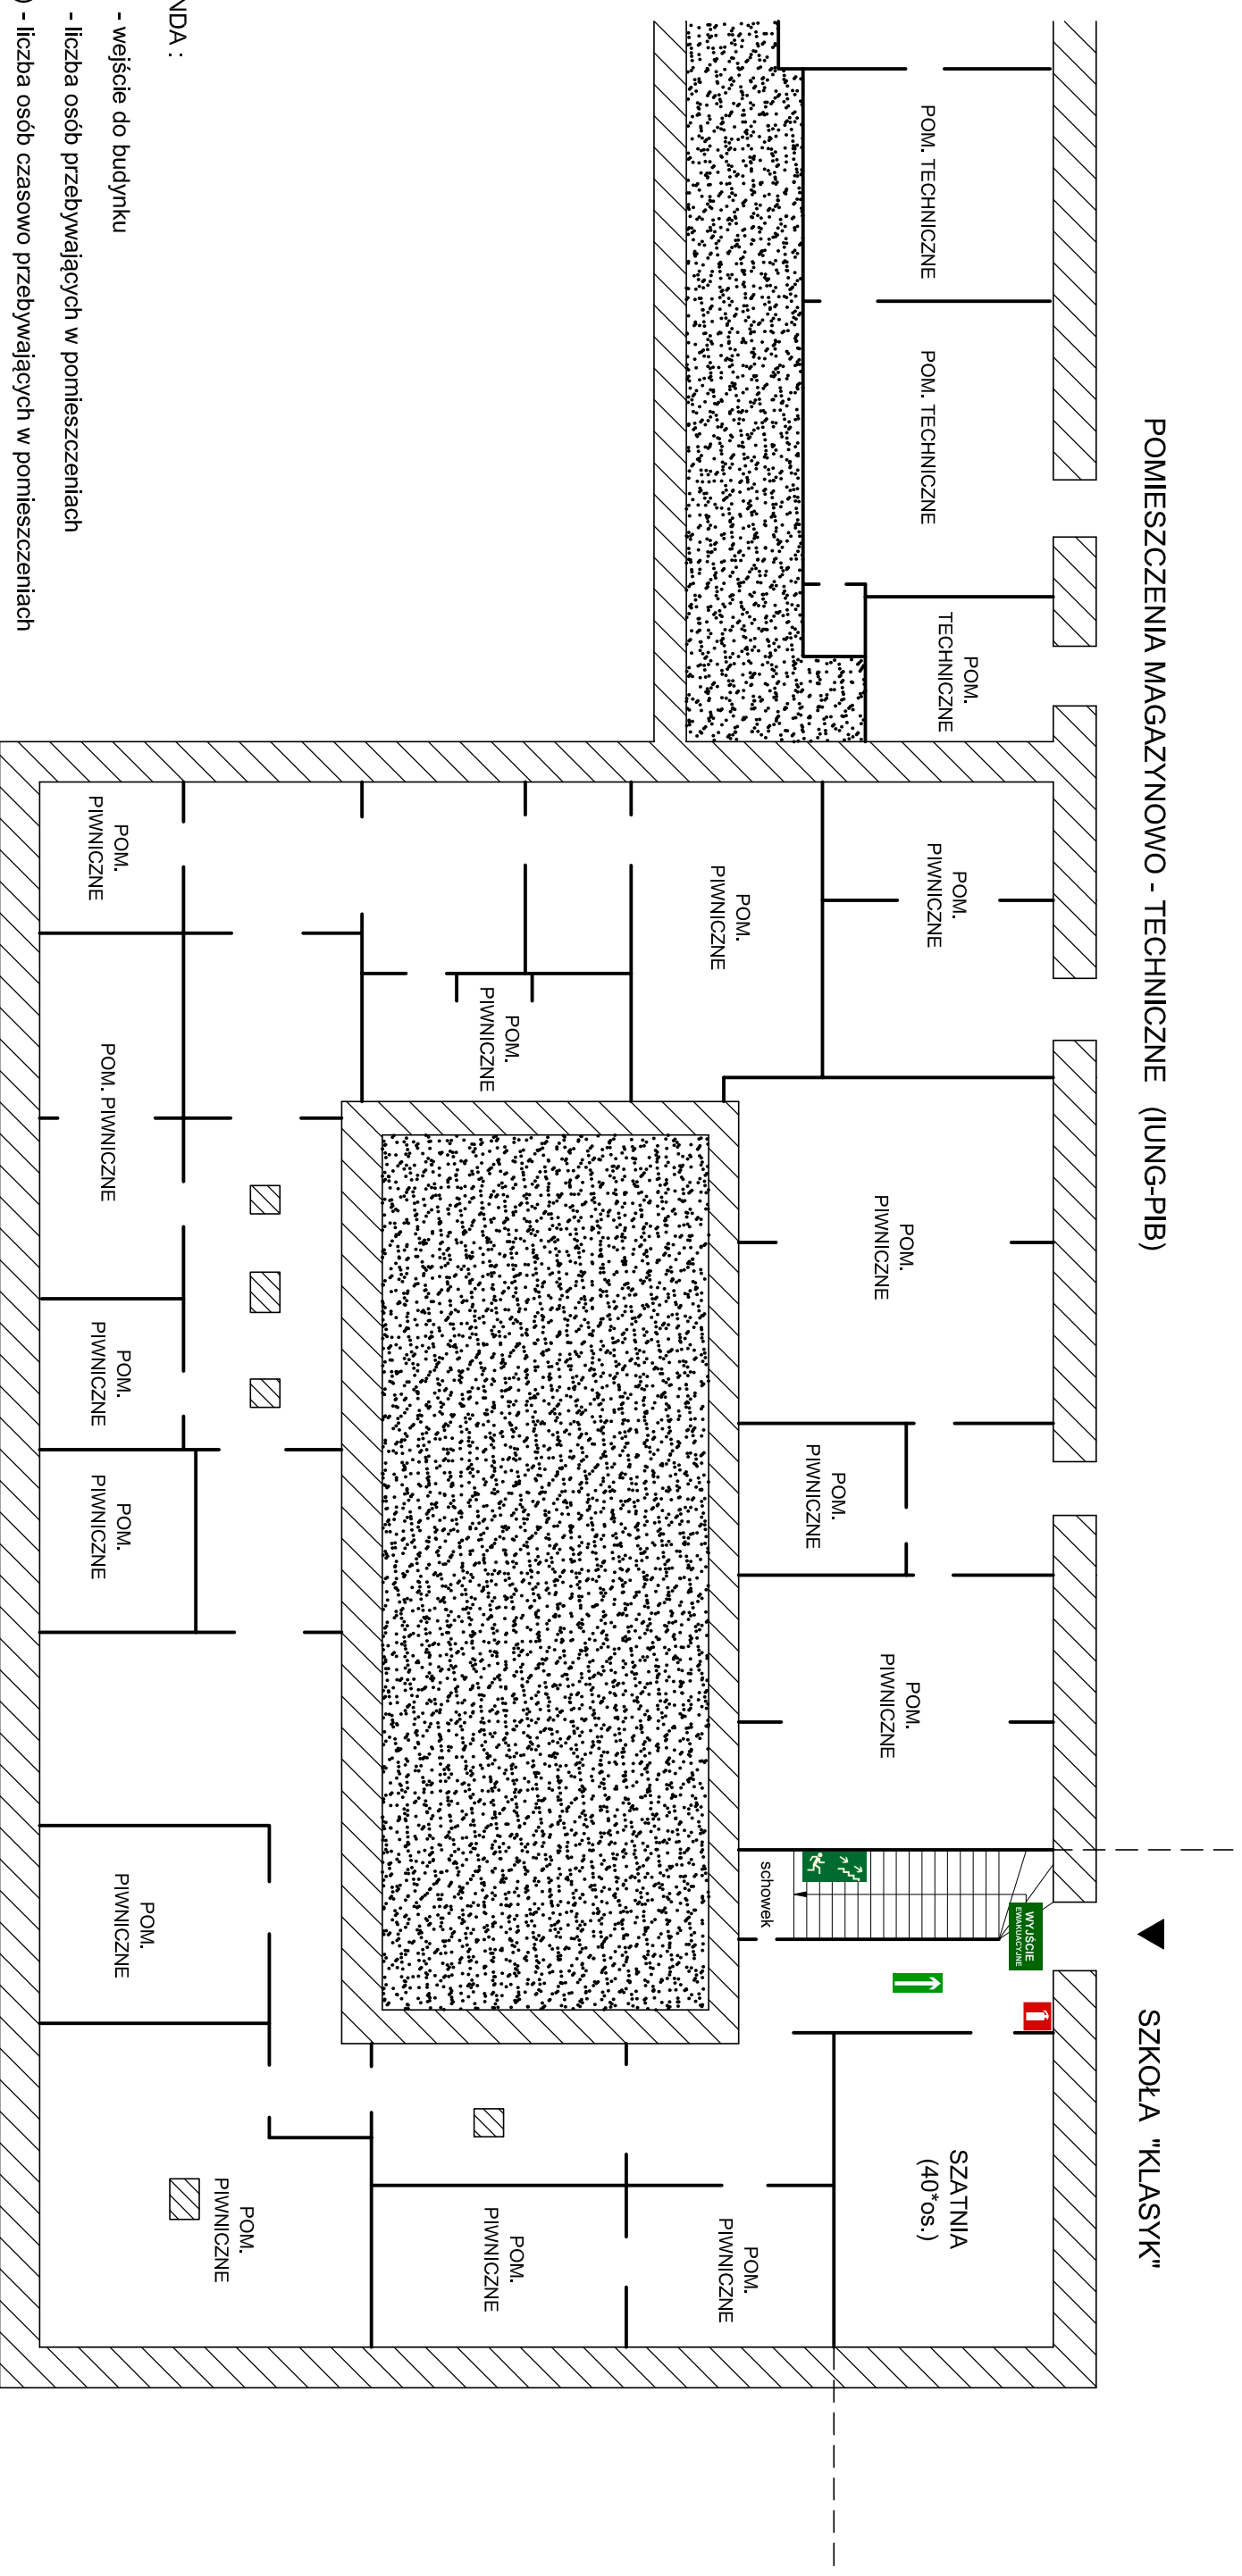 POMIESZCZENIA MAGAZYNOWO - TECHNICZNE (IUNG-PIB)
SZKOŁA "KLASYK"
POM. TECHNICZNE
POM. TECHNICZNE
POM.
TECHNICZNE
POM.
PIWNICZNE
POM.
PIWNICZNE
POM.
PIWNICZNE
POM.
PIWNICZNE
POM.
PIWNICZNE
WYJŚCIE
EWAKUACYJNE
schowek
SZATNIA
(40*os.)
POM.
PIWNICZNE
POM.
PIWNICZNE
POM.
PIWNICZNE
POM.
PIWNICZNE
POM.
PIWNICZNE
POM. PIWNICZNE
POM.
PIWNICZNE
POM.
PIWNICZNE
POM.
PIWNICZNE
POM.
PIWNICZNE
NDA :
- wejście do budynku
- liczba osób przebywających w pomieszczeniach
) - liczba osób czasowo przebywających w pomieszczeniach